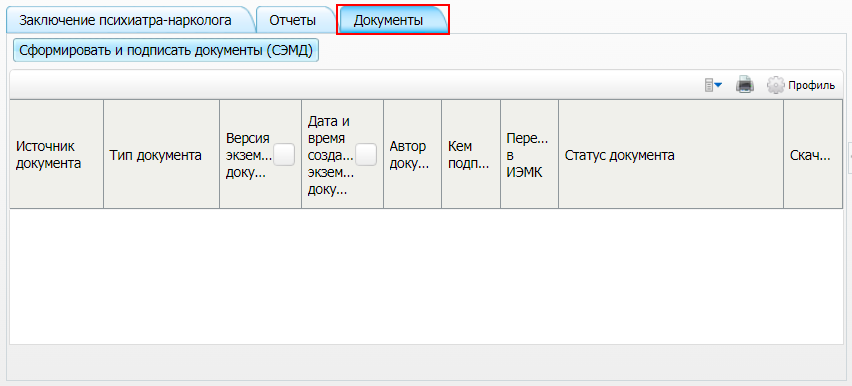 Заключение психиатра-нарколога
Отчеты
Документы
Сформировать и подписать документы (СЭМД)
Профиль
Источник
документа
Тип документа
Версия
экзем...
доку...
Дата и
время
созда...
экзем...
доку...
Автор
доку...
Кем
подп...
Пере...
в
ИЭМК
Статус документа
Скач...